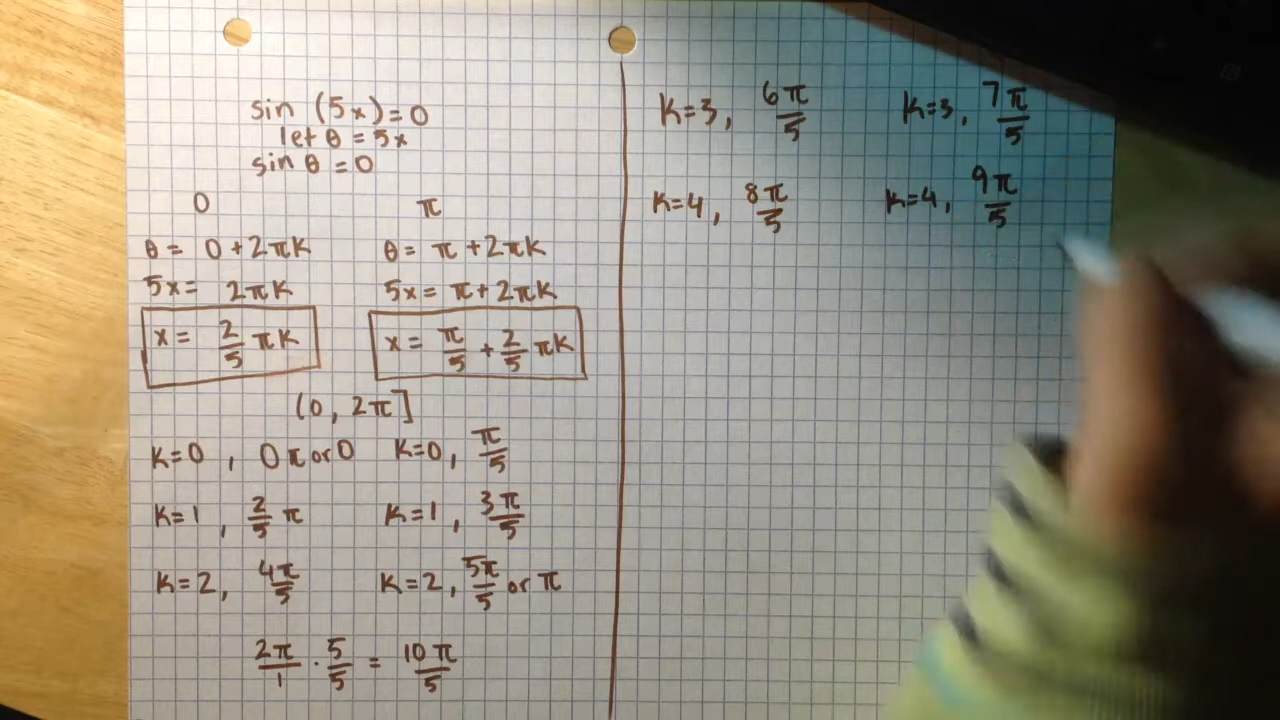 sin (5x) = 0
let θ = 5x
sin θ = 0
0 π
θ = 0 + 2πK θ = π + 2πK
5x = 2πK 5x = π + 2πK
x = 2/5 πK x = π/5 + 2/5 πK
(0, 2π]
K=0, 0π or 0 K=0, π/5
K=1, 2/5 π K=1, 3π/5
K=2, 4π/5 K=2, 5π/5 or π
2π/1 · 5/5 = 10π/5
K=3, 6π/5 K=3, 7π/5
K=4, 8π/5 K=4, 9π/5